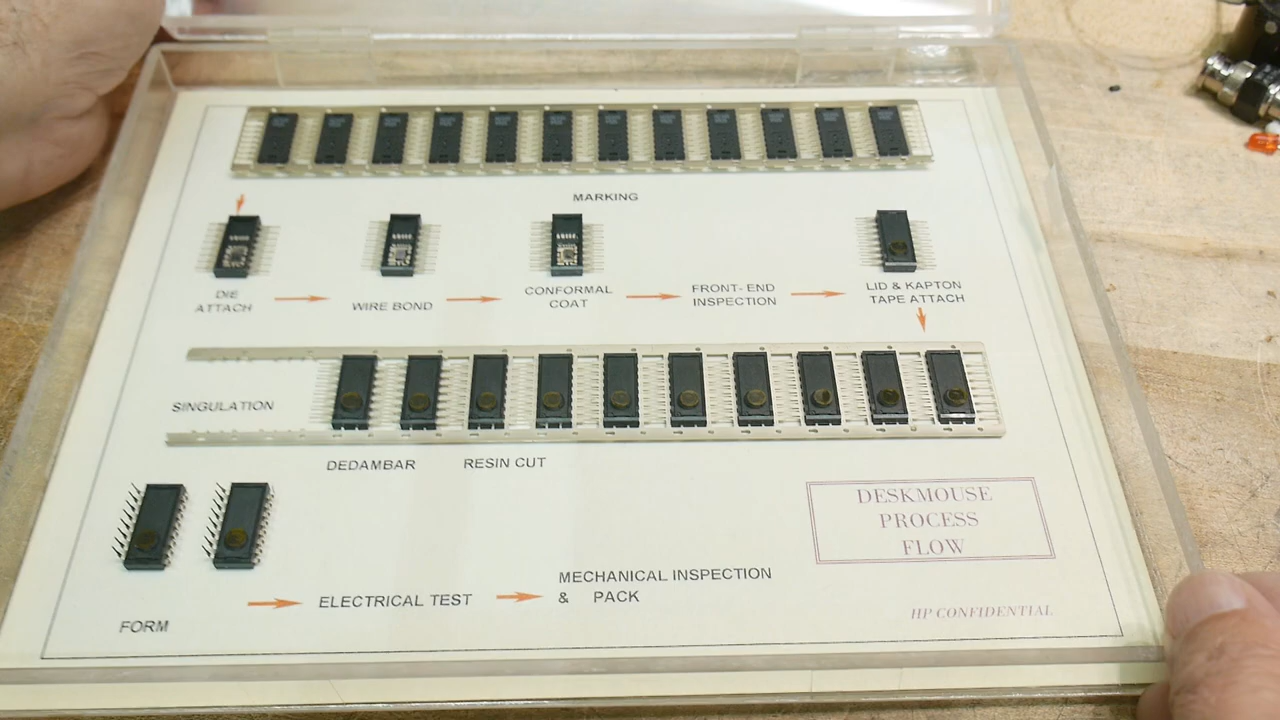 MARKING
DIE
ATTACH
WIRE BOND
CONFORMAL
COAT
FRONT- END
INSPECTION
LID & KAPTON
TAPE ATTACH
SINGULATION
DEDAMBAR
RESIN CUT
DESKMOUSE
PROCESS
FLOW
FORM
ELECTRICAL TEST
MECHANICAL INSPECTION
& PACK
HP CONFIDENTIAL